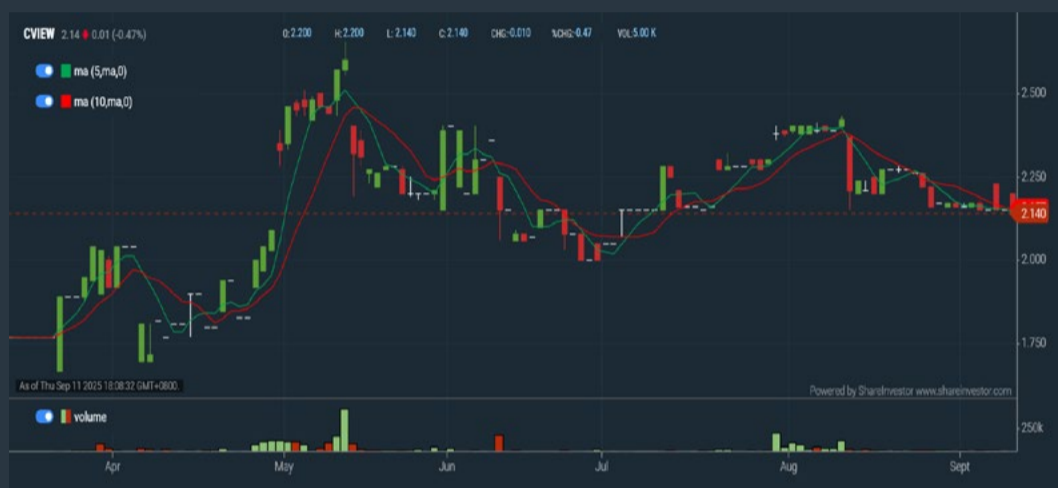 CVIEW 2.14 0.01 (-0.47%) O:2.200 H:2.200 L:2.140 C:2.140 CHG:-0.010 %CHG:-0.47 VOL:5.00 K
ma (5,ma,0)
ma (10,ma,0)
2.500
2.250
2.140
2.000
1.750
As of Thu Sep 11 2025 18:08:32 GMT+0800.
Powered by ShareInvestor www.shareinvestor.com
volume
250k
Apr May Jun Jul Aug Sept